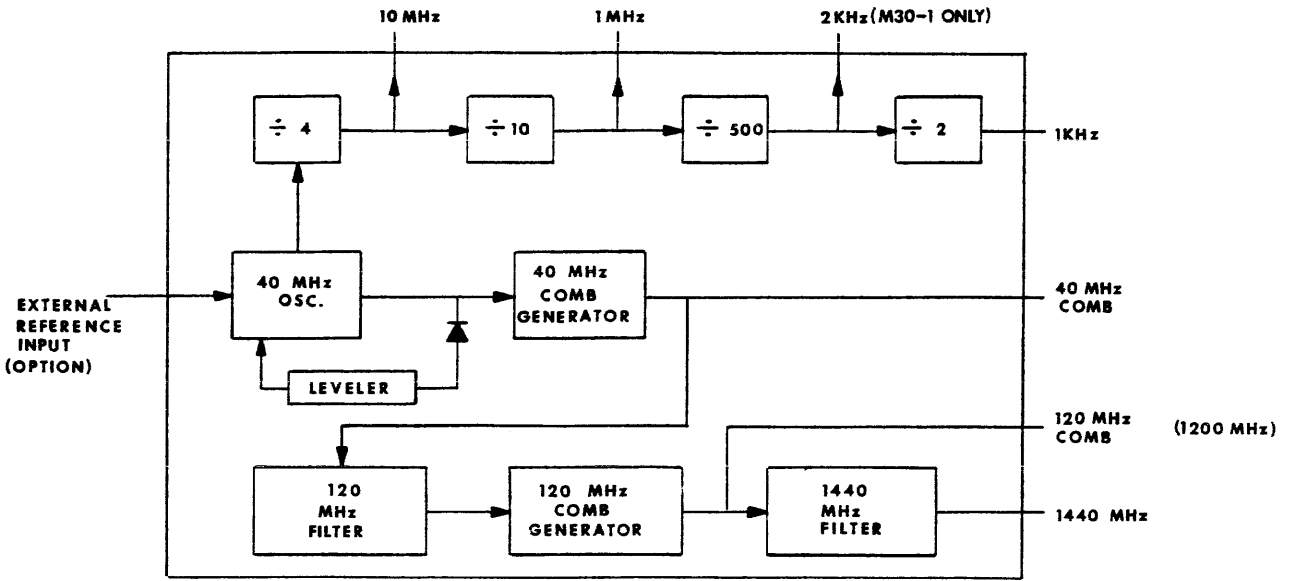 10 MHz
1 MHz
2 KHz (M30-1 ONLY)
÷ 4
÷ 10
÷ 500
÷ 2
1KHz
40 MHz
OSC.
40 MHz
COMB
GENERATOR
EXTERNAL
REFERENCE
INPUT
(OPTION)
40 MHz
COMB
LEVELER
120 MHz
COMB
(1200 MHz)
120
MHz
FILTER
120 MHz
COMB
GENERATOR
1440
MHz
FILTER
1440 MHz